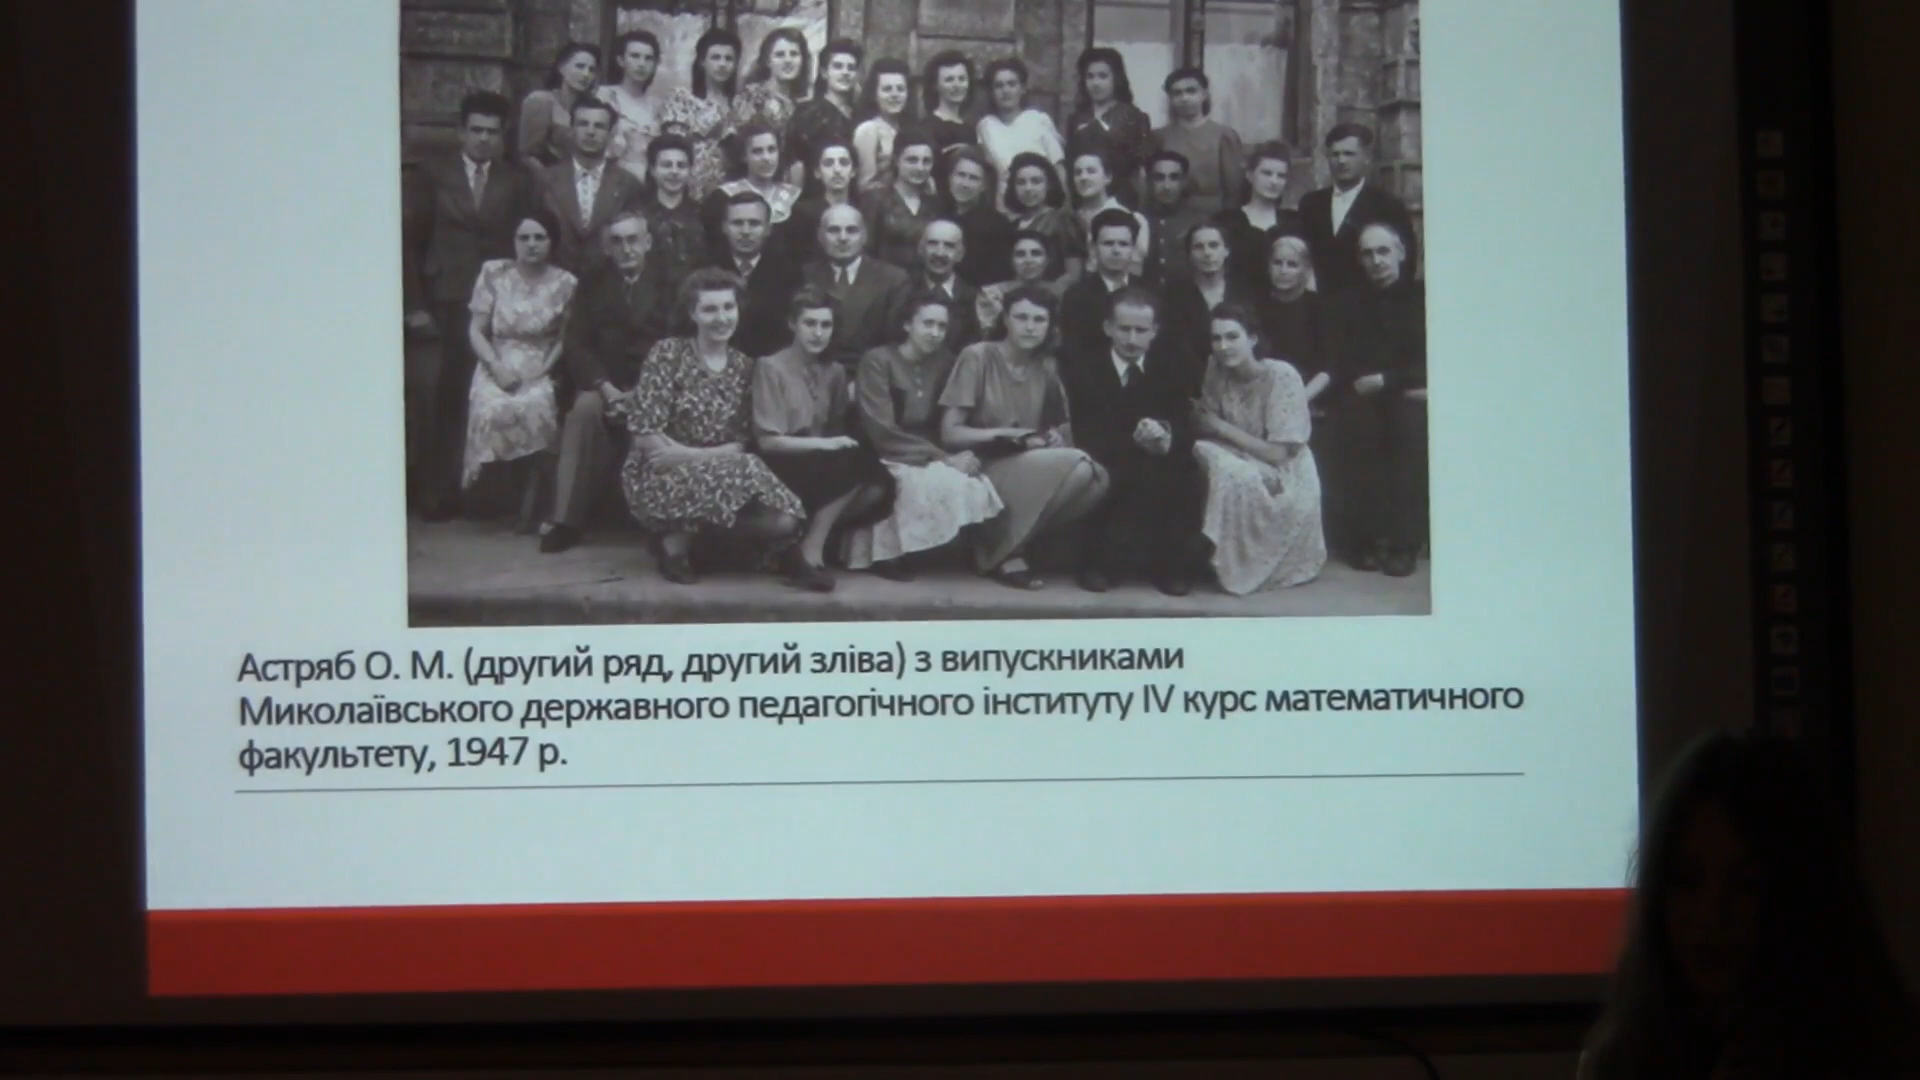 Астряб О. М. (другий ряд, другий зліва) з випускниками
Миколаївського державного педагогічного інституту IV курс математичного
факультету, 1947 р.